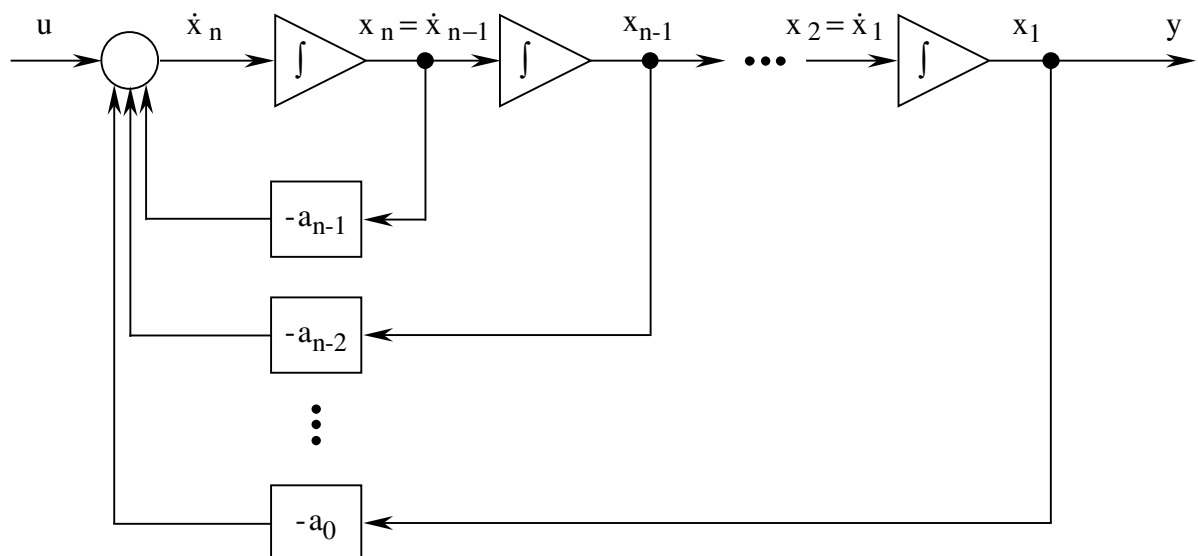 u ẋ n x n = ẋ n–1 x n-1 x 2 = ẋ 1 x 1 y
∫ ∫ ••• ∫
-a n-1
-a n-2
-a 0